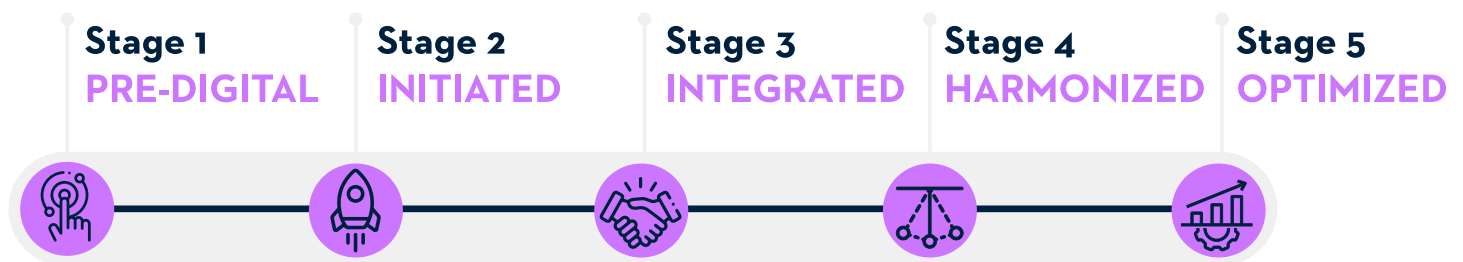 Stage 1
PRE-DIGITAL
Stage 2
INITIATED
Stage 3
INTEGRATED
Stage 4
HARMONIZED
Stage 5
OPTIMIZED